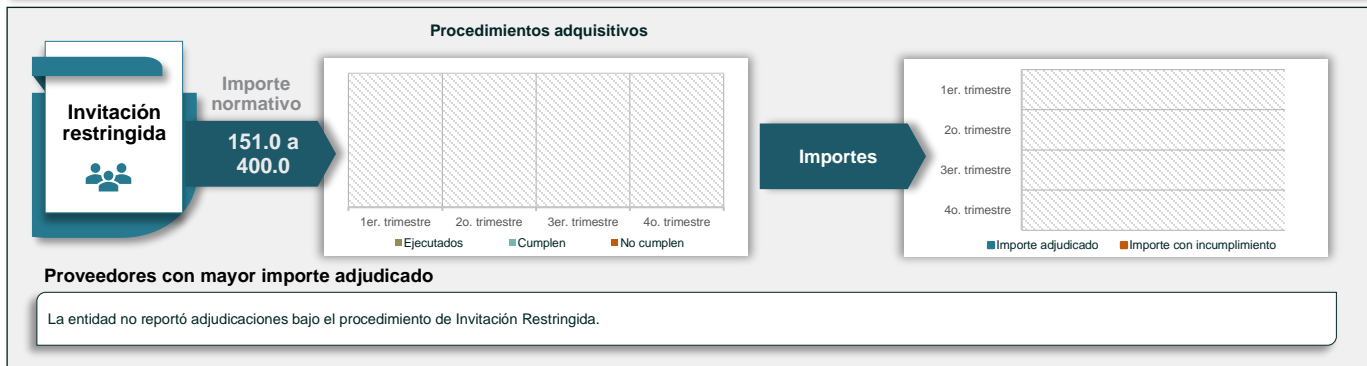 Procedimientos adquisitivos
Invitación
restringida
Importe
normativo
151.0 a
400.0
1er. trimestre 2o. trimestre 3er. trimestre 4o. trimestre
Ejecutados Cumplen No cumplen
Importes
1er. trimestre
2o. trimestre
3er. trimestre
4o. trimestre
Importe adjudicado Importe con incumplimiento
Proveedores con mayor importe adjudicado
La entidad no reportó adjudicaciones bajo el procedimiento de Invitación Restringida.